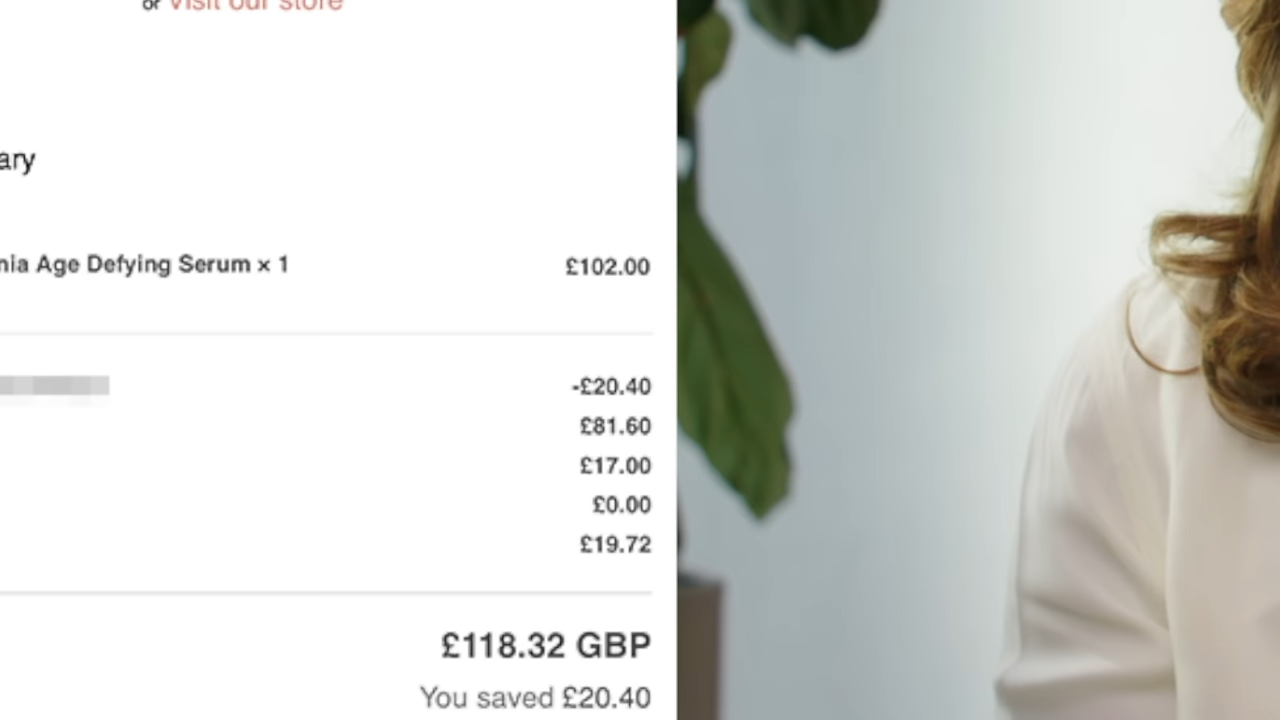 or visit our store
ary
nia Age Defying Serum × 1 £102.00
-£20.40
£81.60
£17.00
£0.00
£19.72
£118.32 GBP
You saved £20.40